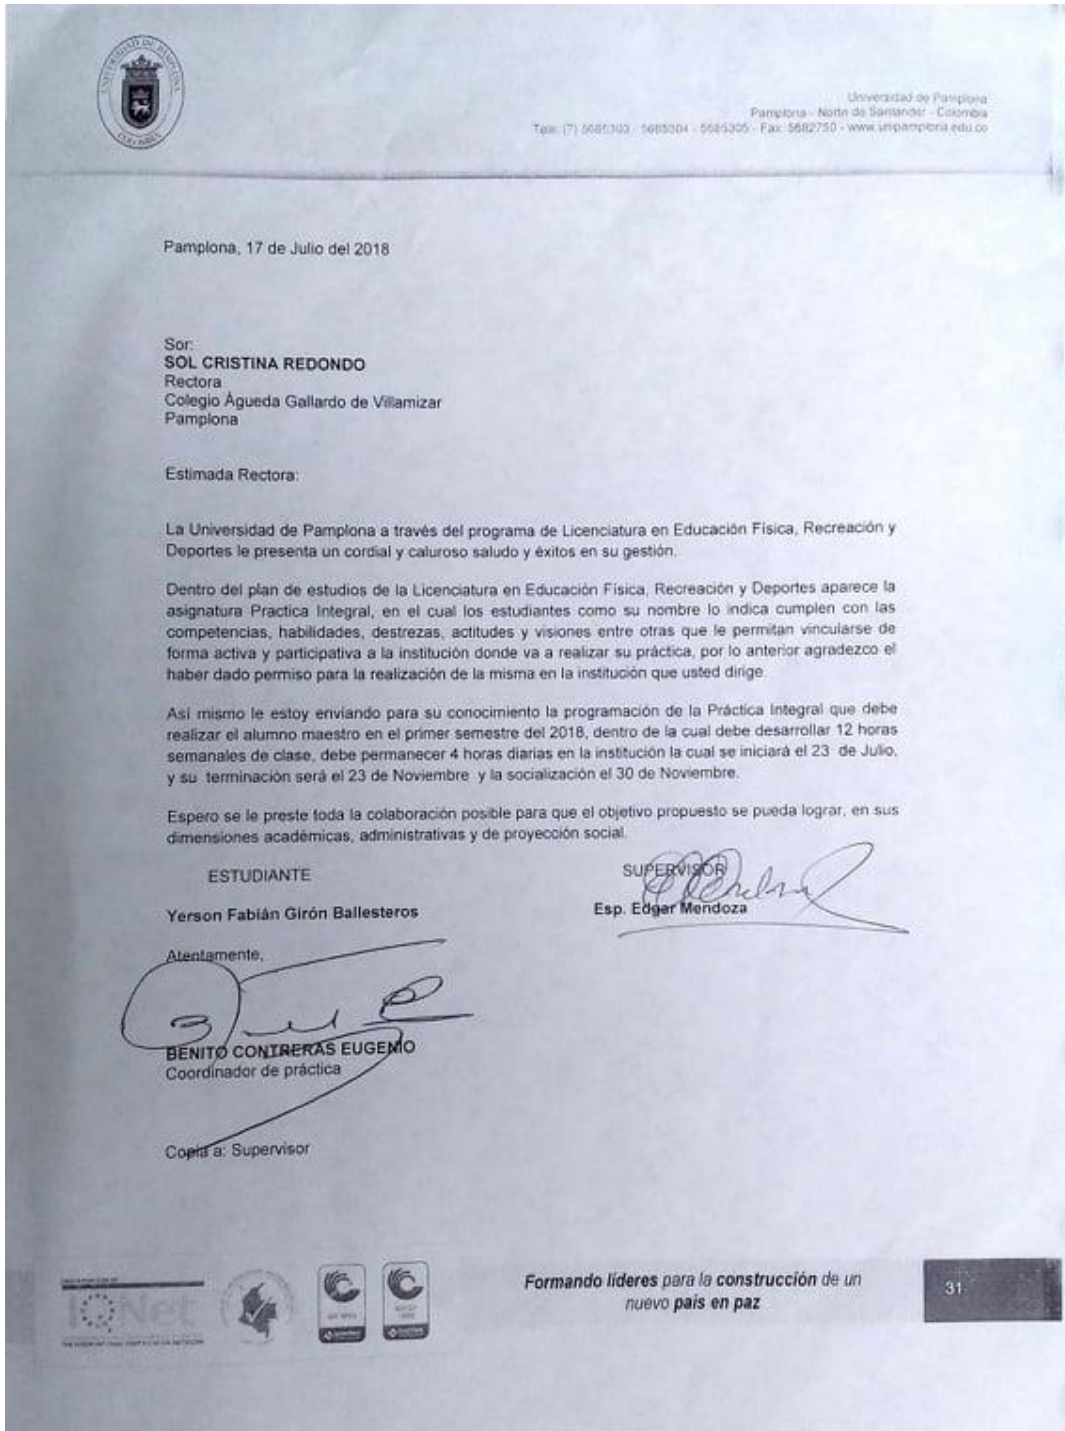 UNIVERSIDAD DE PAMPLONA
COLOMBIA
Universidad de Pamplona
Pamplona - Norte de Santander - Colombia
Tels: (7) 5685303 - 5685304 - 5685305 - Fax: 5682750 - www.unipamplona.edu.co
Pamplona, 17 de Julio del 2018
Sor:
SOL CRISTINA REDONDO
Rectora
Colegio Águeda Gallardo de Villamizar
Pamplona
Estimada Rectora:
La Universidad de Pamplona a través del programa de Licenciatura en Educación Física, Recreación y
Deportes le presenta un cordial y caluroso saludo y éxitos en su gestión.
Dentro del plan de estudios de la Licenciatura en Educación Física, Recreación y Deportes aparece la
asignatura Practica Integral, en el cual los estudiantes como su nombre lo indica cumplen con las
competencias, habilidades, destrezas, actitudes y visiones entre otras que le permitan vincularse de
forma activa y participativa a la institución donde va a realizar su práctica, por lo anterior agradezco el
haber dado permiso para la realización de la misma en la institución que usted dirige.
Así mismo le estoy enviando para su conocimiento la programación de la Práctica Integral que debe
realizar el alumno maestro en el primer semestre del 2018, dentro de la cual debe desarrollar 12 horas
semanales de clase, debe permanecer 4 horas diarias en la institución la cual se iniciará el 23 de Julio,
y su terminación será el 23 de Noviembre y la socialización el 30 de Noviembre.
Espero se le preste toda la colaboración posible para que el objetivo propuesto se pueda lograr, en sus
dimensiones académicas, administrativas y de proyección social.
ESTUDIANTE
SUPERVISOR
Yerson Fabián Girón Ballesteros
Esp. Edgar Mendoza
Atentamente,
BENITO CONTRERAS EUGENIO
Coordinador de práctica
Copia a: Supervisor
IQNet
Formando líderes para la construcción de un
nuevo país en paz
31